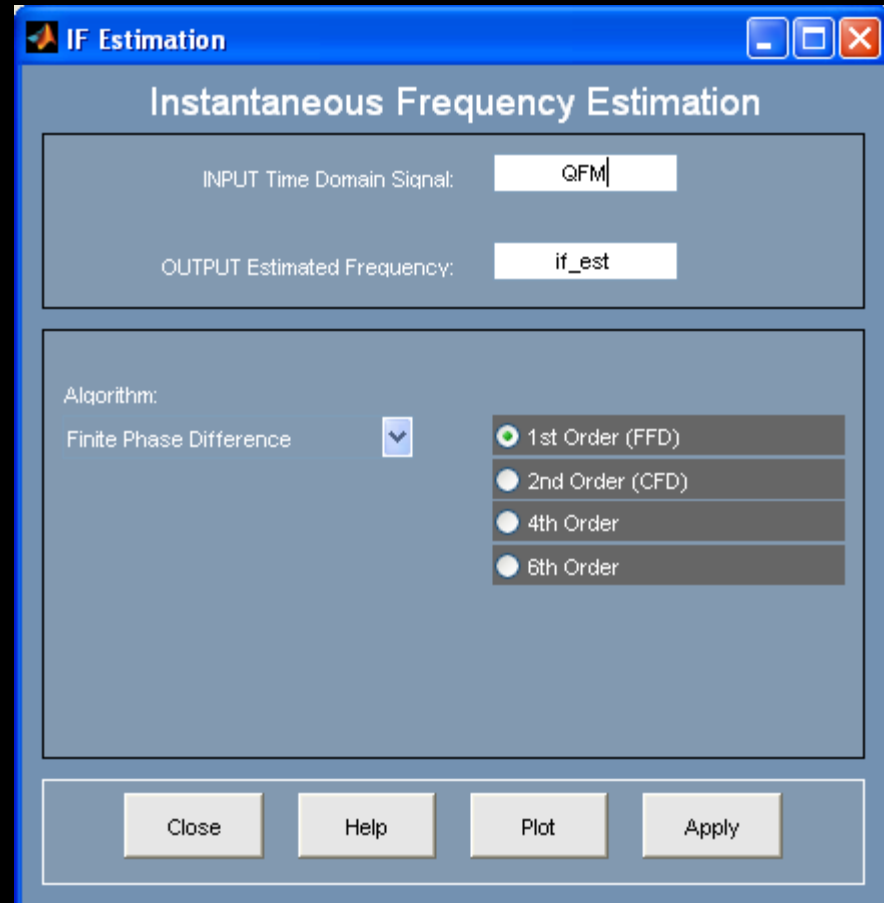 IF Estimation
Instantaneous Frequency Estimation
INPUT Time Domain Signal: QFM
OUTPUT Estimated Frequency: if_est
Algorithm:
Finite Phase Difference
1st Order (FFD)
2nd Order (CFD)
4th Order
6th Order
Close Help Plot Apply